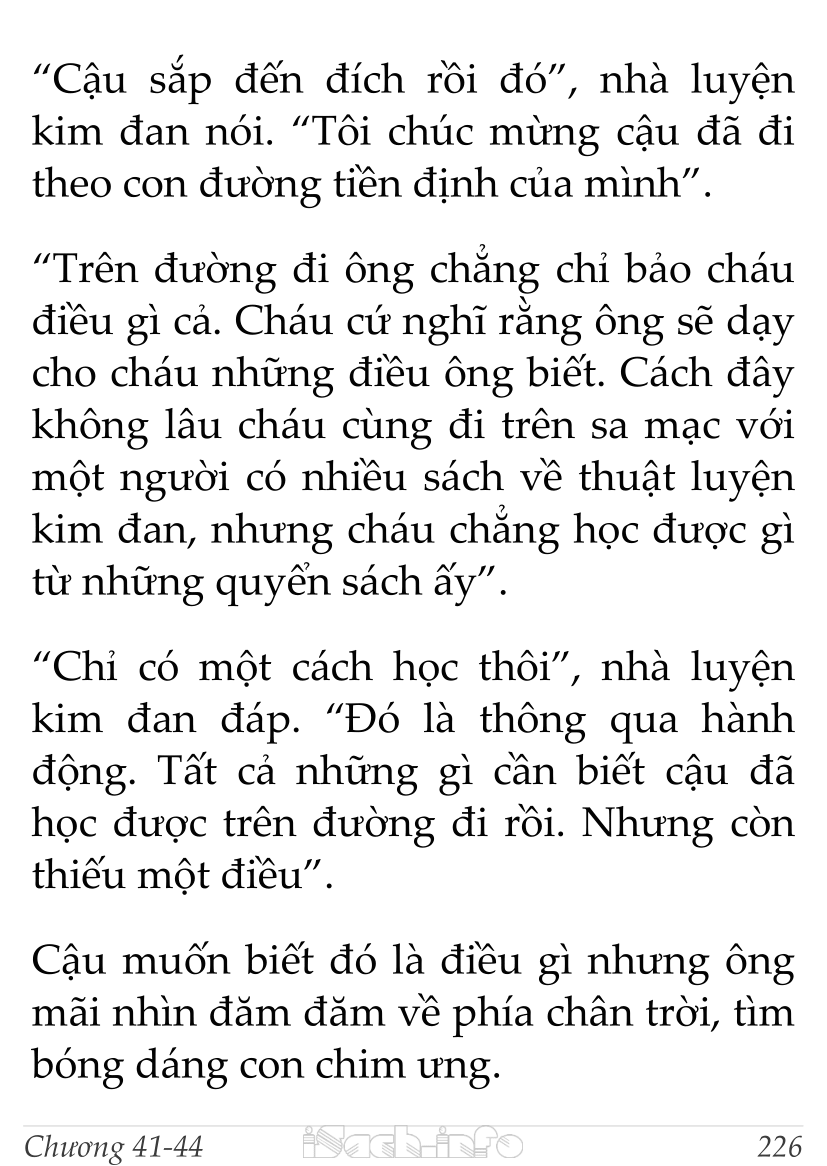 “Cậu sắp đến đích rồi đó”, nhà luyện
kim đan nói. “Tôi chúc mừng cậu đã đi
theo con đường tiền định của mình”.
“Trên đường đi ông chẳng chỉ bảo cháu
điều gì cả. Cháu cứ nghĩ rằng ông sẽ dạy
cho cháu những điều ông biết. Cách đây
không lâu cháu cùng đi trên sa mạc với
một người có nhiều sách về thuật luyện
kim đan, nhưng cháu chẳng học được gì
từ những quyển sách ấy”.
“Chỉ có một cách học thôi”, nhà luyện
kim đan đáp. “Đó là thông qua hành
động. Tất cả những gì cần biết cậu đã
học được trên đường đi rồi. Nhưng còn
thiếu một điều”.
Cậu muốn biết đó là điều gì nhưng ông
mãi nhìn đăm đăm về phía chân trời, tìm
bóng dáng con chim ưng.
Chương 41-44 iSach.info 226